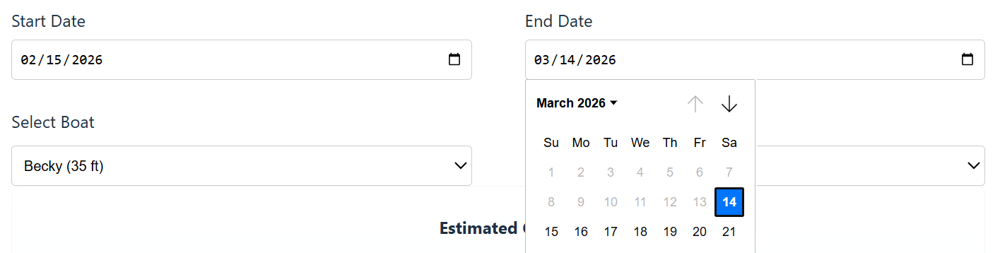 Start Date
End Date
02/15/2026
03/14/2026
March 2026
Select Boat
Su Mo Tu We Th Fr Sa
Becky (35 ft)
1 2 3 4 5 6 7
8 9 10 11 12 13 14
Estimated
15 16 17 18 19 20 21